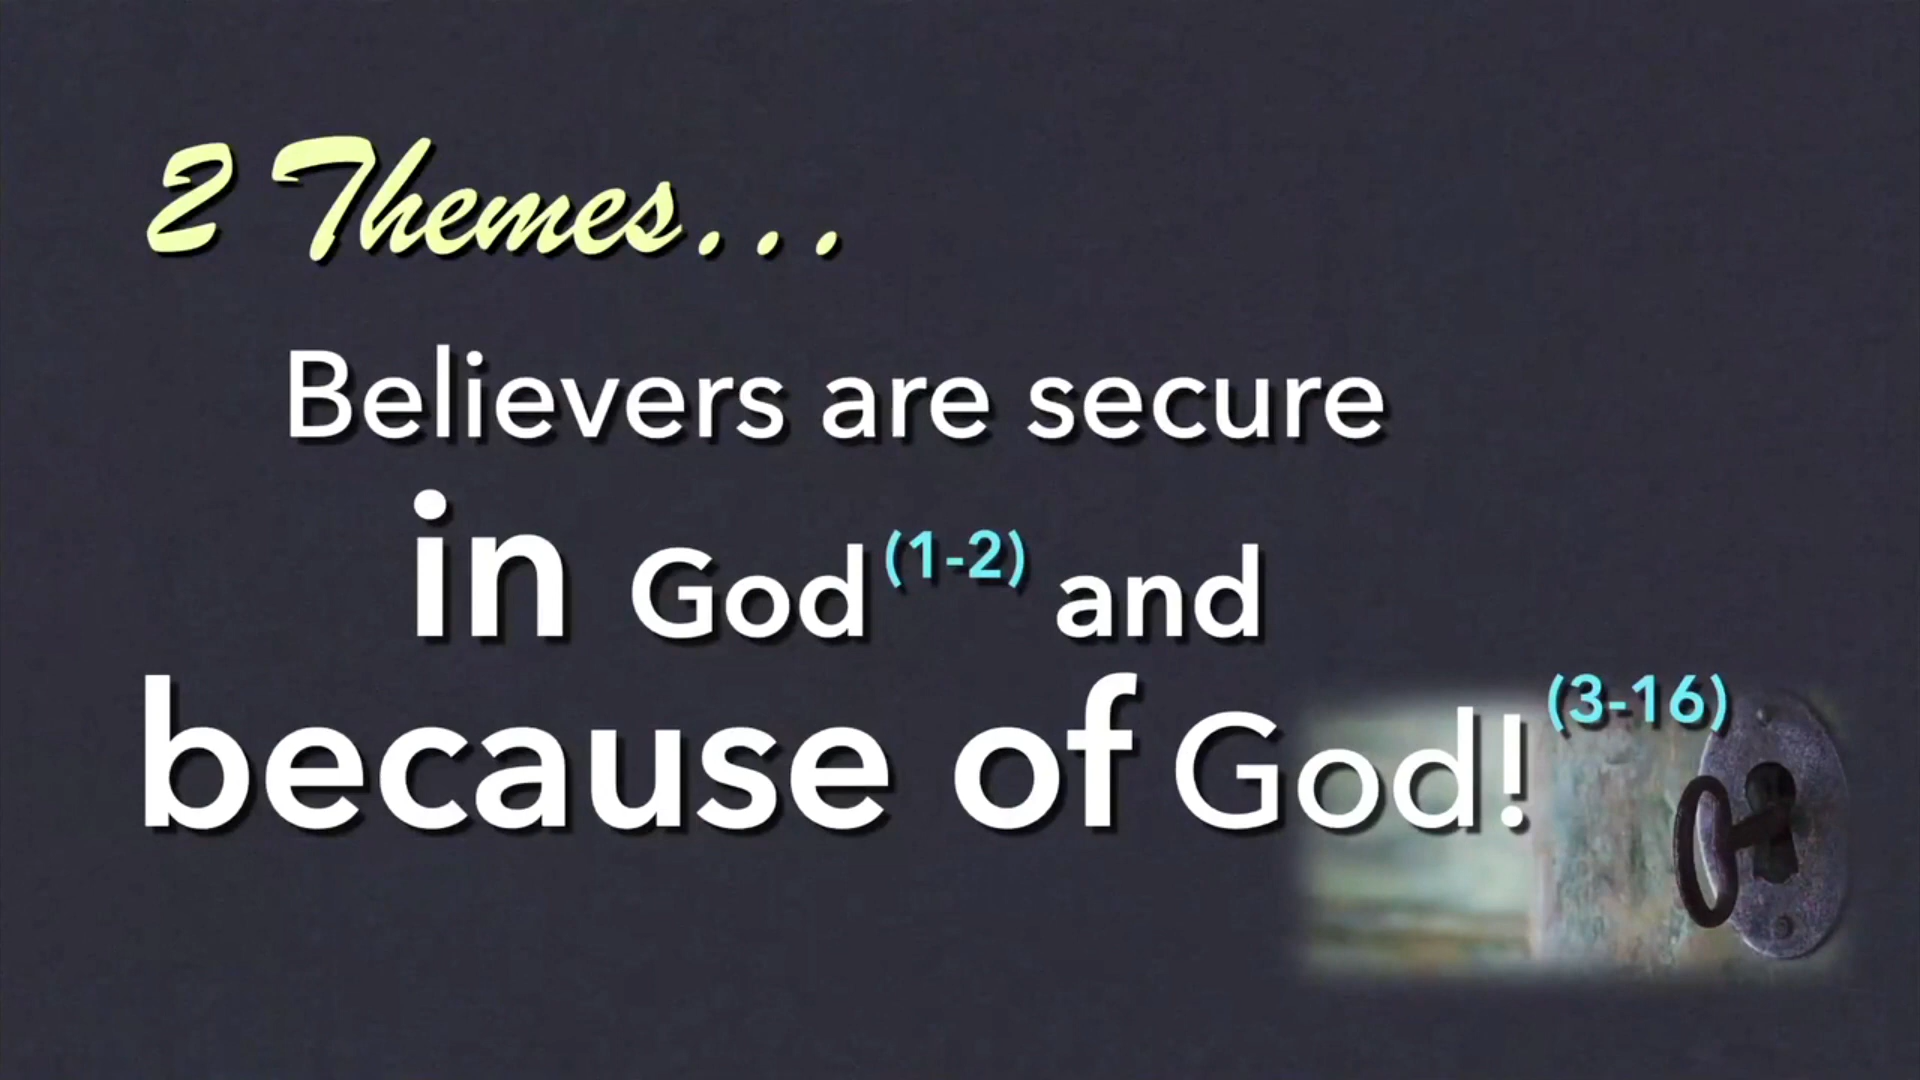 2 Themes...
Believers are secure
in God (1-2) and
because of God! (3-16)